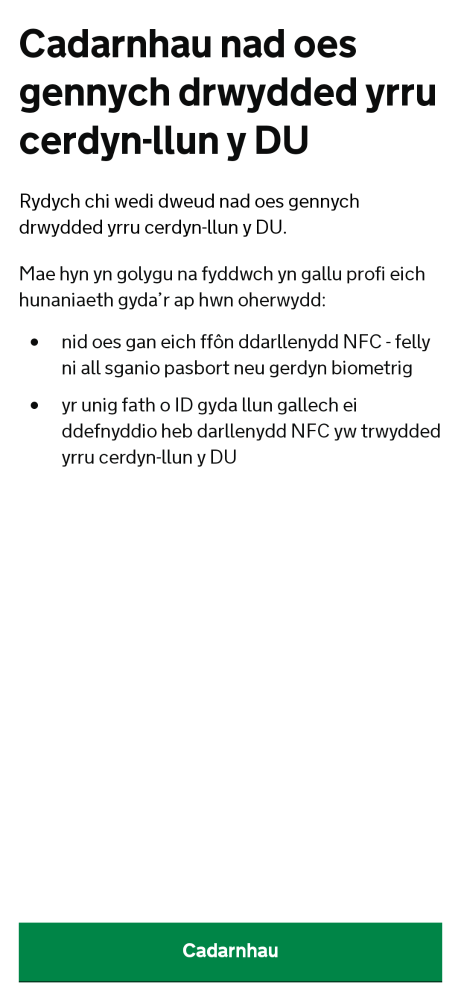 Cadarnhau nad oes
gennych drwydded yrru
cerdyn-llun y DU
Rydych chi wedi dweud nad oes gennych
drwydded yrru cerdyn-llun y DU.
Mae hyn yn golygu na fyddwch yn gallu profi eich
hunaniaeth gyda’r ap hwn oherwydd:
• nid oes gan eich ffôn ddarllenydd NFC - felly
ni all sganio pasbort neu gerdyn biometrig
• yr unig fath o ID gyda llun gallech ei
ddefnyddio heb darllenydd NFC yw trwydded
yrru cerdyn-llun y DU
Cadarnhau